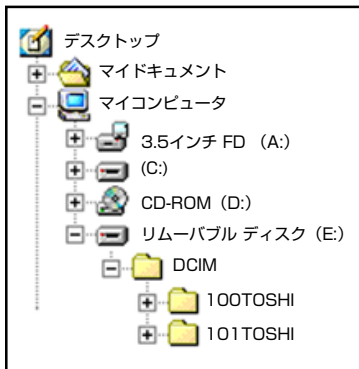 デスクトップ
マイドキュメント
マイコンピュータ
3.5インチ FD （A:）
(C:)
CD-ROM（D:）
リムーバブル ディスク（E:）
DCIM
100TOSHI
101TOSHI